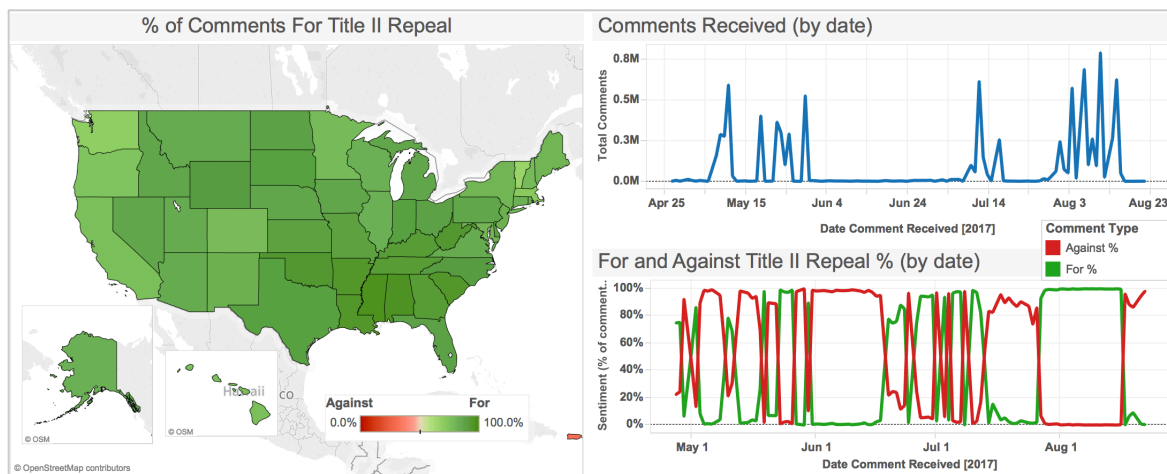 % of Comments For Title II Repeal
Hawaii
CO
© OSM
© OSM
Against For
0.0% 100.0%
© OpenStreetMap contributors
Comments Received (by date)
Total Comments
0.8M
0.5M
0.3M
0.0M
Apr 25 May 15 Jun 4 Jun 24 Jul 14 Aug 3 Aug 23
Date Comment Received [2017]
Comment Type
Against %
For %
For and Against Title II Repeal % (by date)
Sentiment (% of comment..
100%
80%
60%
40%
20%
0%
May 1 Jun 1 Jul 1 Aug 1
Date Comment Received [2017]